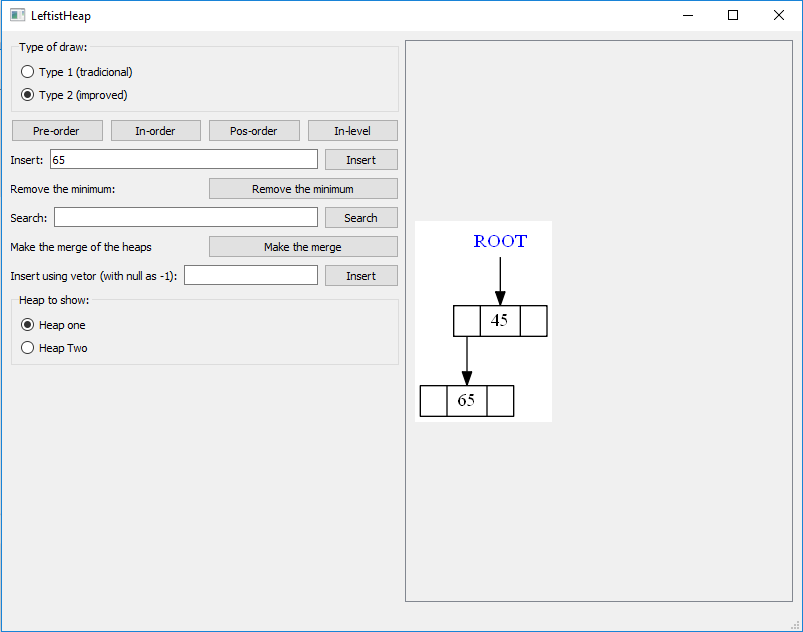 LeftistHeap
Type of draw:
Type 1 (tradicional)
Type 2 (improved)
Pre-order In-order Pos-order In-level
Insert: 65 Insert
Remove the minimum: Remove the minimum
Search: Search
Make the merge of the heaps Make the merge
Insert using vetor (with null as -1): Insert
Heap to show:
Heap one
Heap Two
ROOT
45
65